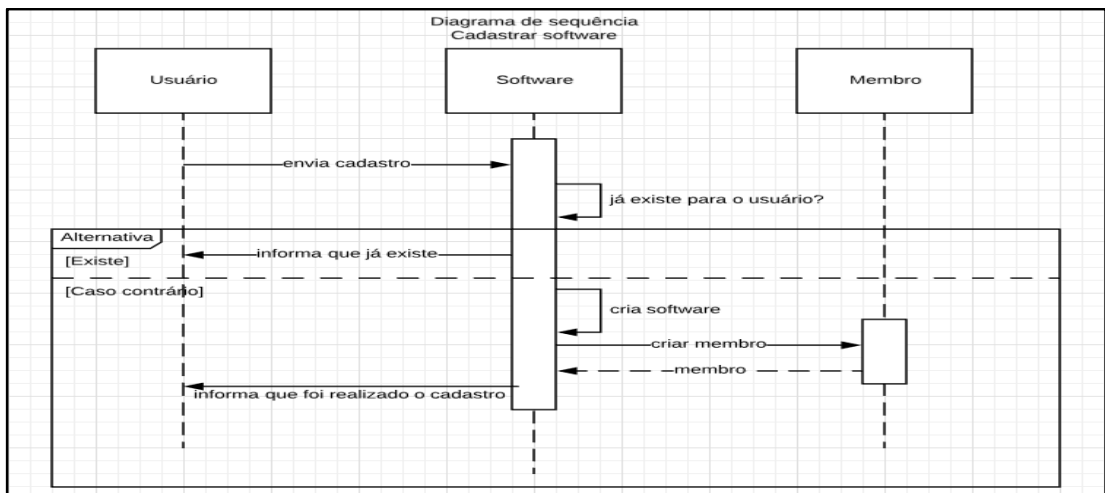 Diagrama de sequência
Cadastrar software
Usuário
Software
Membro
envia cadastro
já existe para o usuário?
Alternativa
informa que já existe
[Existe]
[Caso contrário]
cria software
criar membro
membro
informa que foi realizado o cadastro